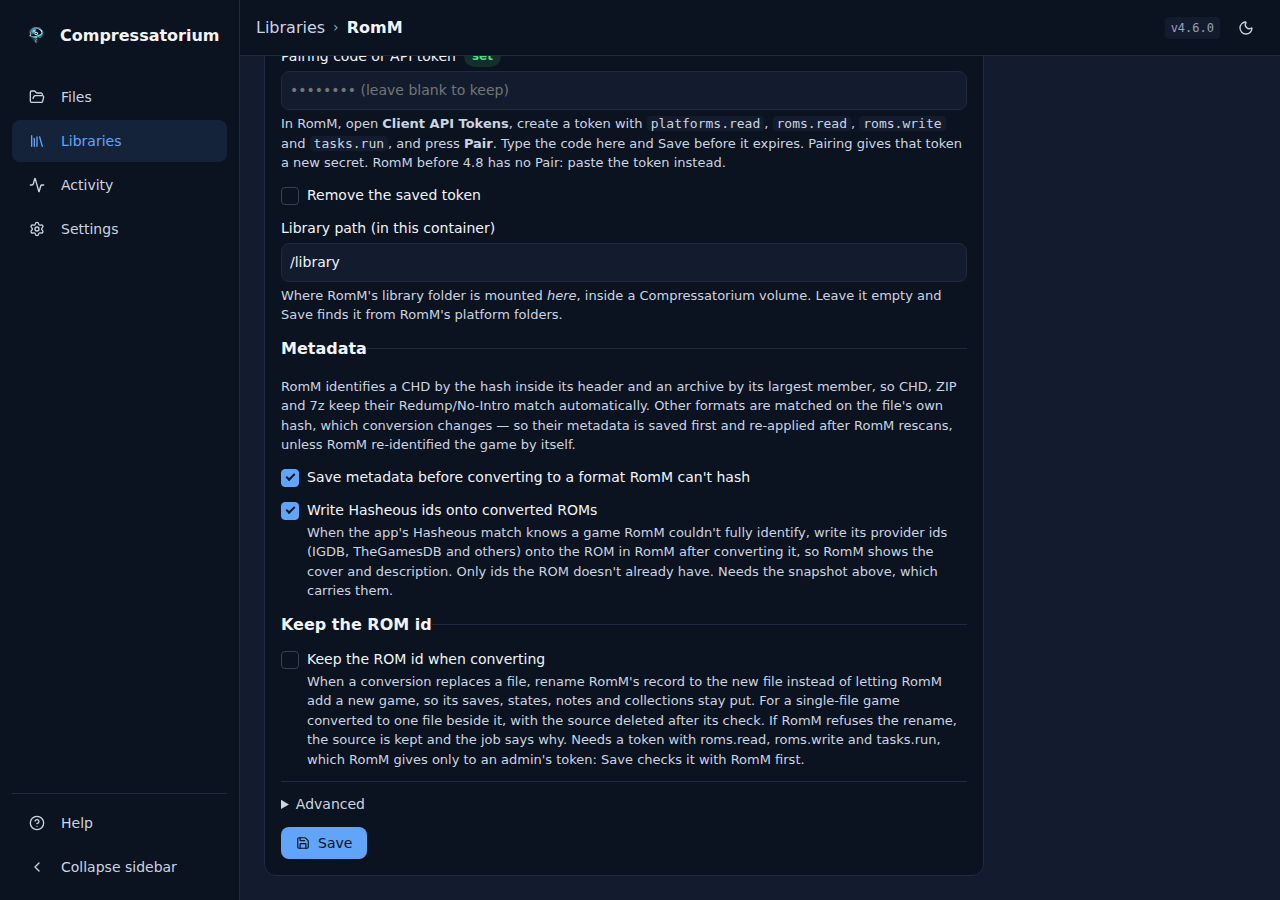 Compressatorium
Libraries › RomM
v4.6.0
Files
Libraries
Activity
Settings
Help
Collapse sidebar
Pairing code or API token set
•••••••• (leave blank to keep)
In RomM, open Client API Tokens, create a token with platforms.read, roms.read, roms.write
and tasks.run, and press Pair. Type the code here and Save before it expires. Pairing gives that token
a new secret. RomM before 4.8 has no Pair: paste the token instead.
Remove the saved token
Library path (in this container)
/library
Where RomM's library folder is mounted here, inside a Compressatorium volume. Leave it empty and
Save finds it from RomM's platform folders.
Metadata
RomM identifies a CHD by the hash inside its header and an archive by its largest member, so CHD, ZIP
and 7z keep their Redump/No-Intro match automatically. Other formats are matched on the file's own
hash, which conversion changes — so their metadata is saved first and re-applied after RomM rescans,
unless RomM re-identified the game by itself.
Save metadata before converting to a format RomM can't hash
Write Hasheous ids onto converted ROMs
When the app's Hasheous match knows a game RomM couldn't fully identify, write its provider ids
(IGDB, TheGamesDB and others) onto the ROM in RomM after converting it, so RomM shows the
cover and description. Only ids the ROM doesn't already have. Needs the snapshot above, which
carries them.
Keep the ROM id
Keep the ROM id when converting
When a conversion replaces a file, rename RomM's record to the new file instead of letting RomM
add a new game, so its saves, states, notes and collections stay put. For a single-file game
converted to one file beside it, with the source deleted after its check. If RomM refuses the rename,
the source is kept and the job says why. Needs a token with roms.read, roms.write and tasks.run,
which RomM gives only to an admin's token: Save checks it with RomM first.
Advanced
Save